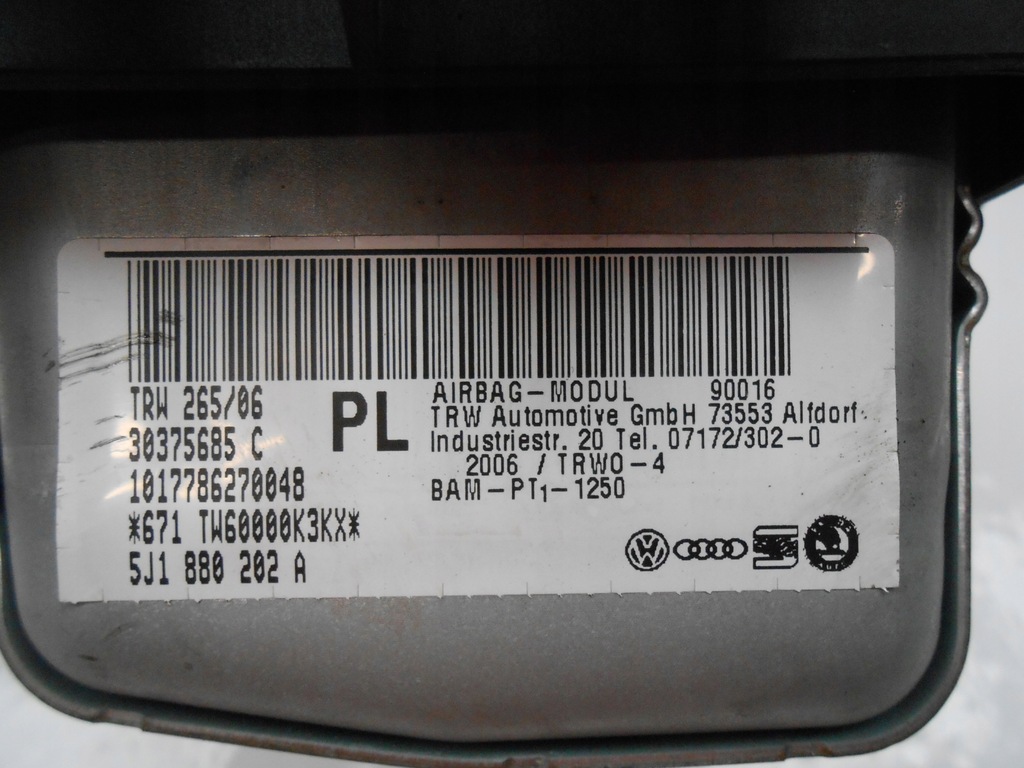 TRW 265/06
30375685 C
1017786270048
*671 TW60000K3KX*
5J1 880 202 A
PL
AIRBAG-MODUL 90016
TRW Automotive GmbH 73553 Alfdorf
Industriestr. 20 Tel. 07172/302-0
2006 / TRWO-4
BAM-PT1-1250